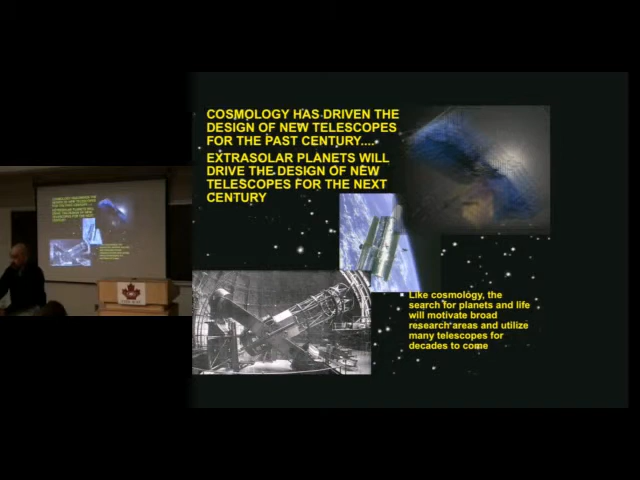 COSMOLOGY HAS DRIVEN THE
DESIGN OF NEW TELESCOPES
FOR THE PAST CENTURY....
EXTRASOLAR PLANETS WILL
DRIVE THE DESIGN OF NEW
TELESCOPES FOR THE NEXT
CENTURY
Like cosmology, the
search for planets and life
will motivate broad
research areas and utilize
many telescopes for
decades to come